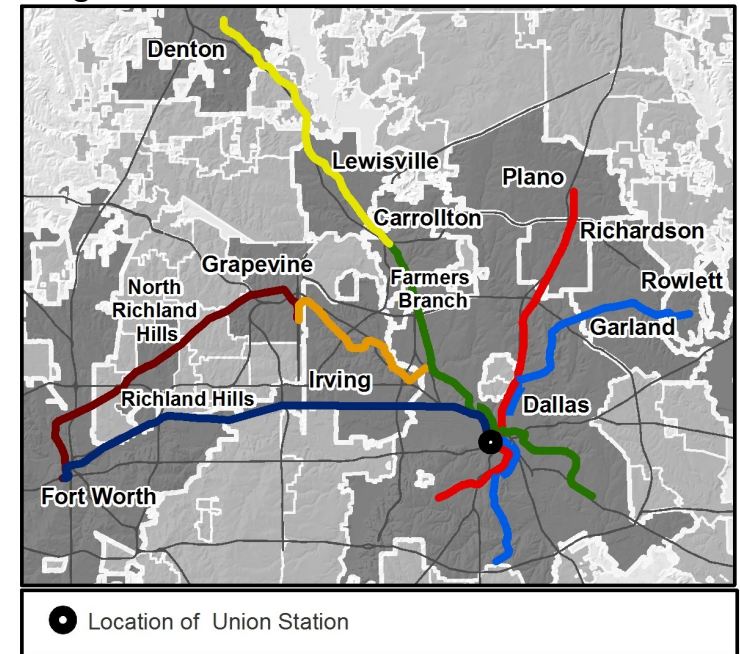 Denton
Lewisville
Plano
Carrollton
Richardson
Grapevine
Farmers
Branch
Rowlett
North
Richland
Hills
Garland
Irving
Richland Hills
Dallas
Fort Worth
Location of Union Station